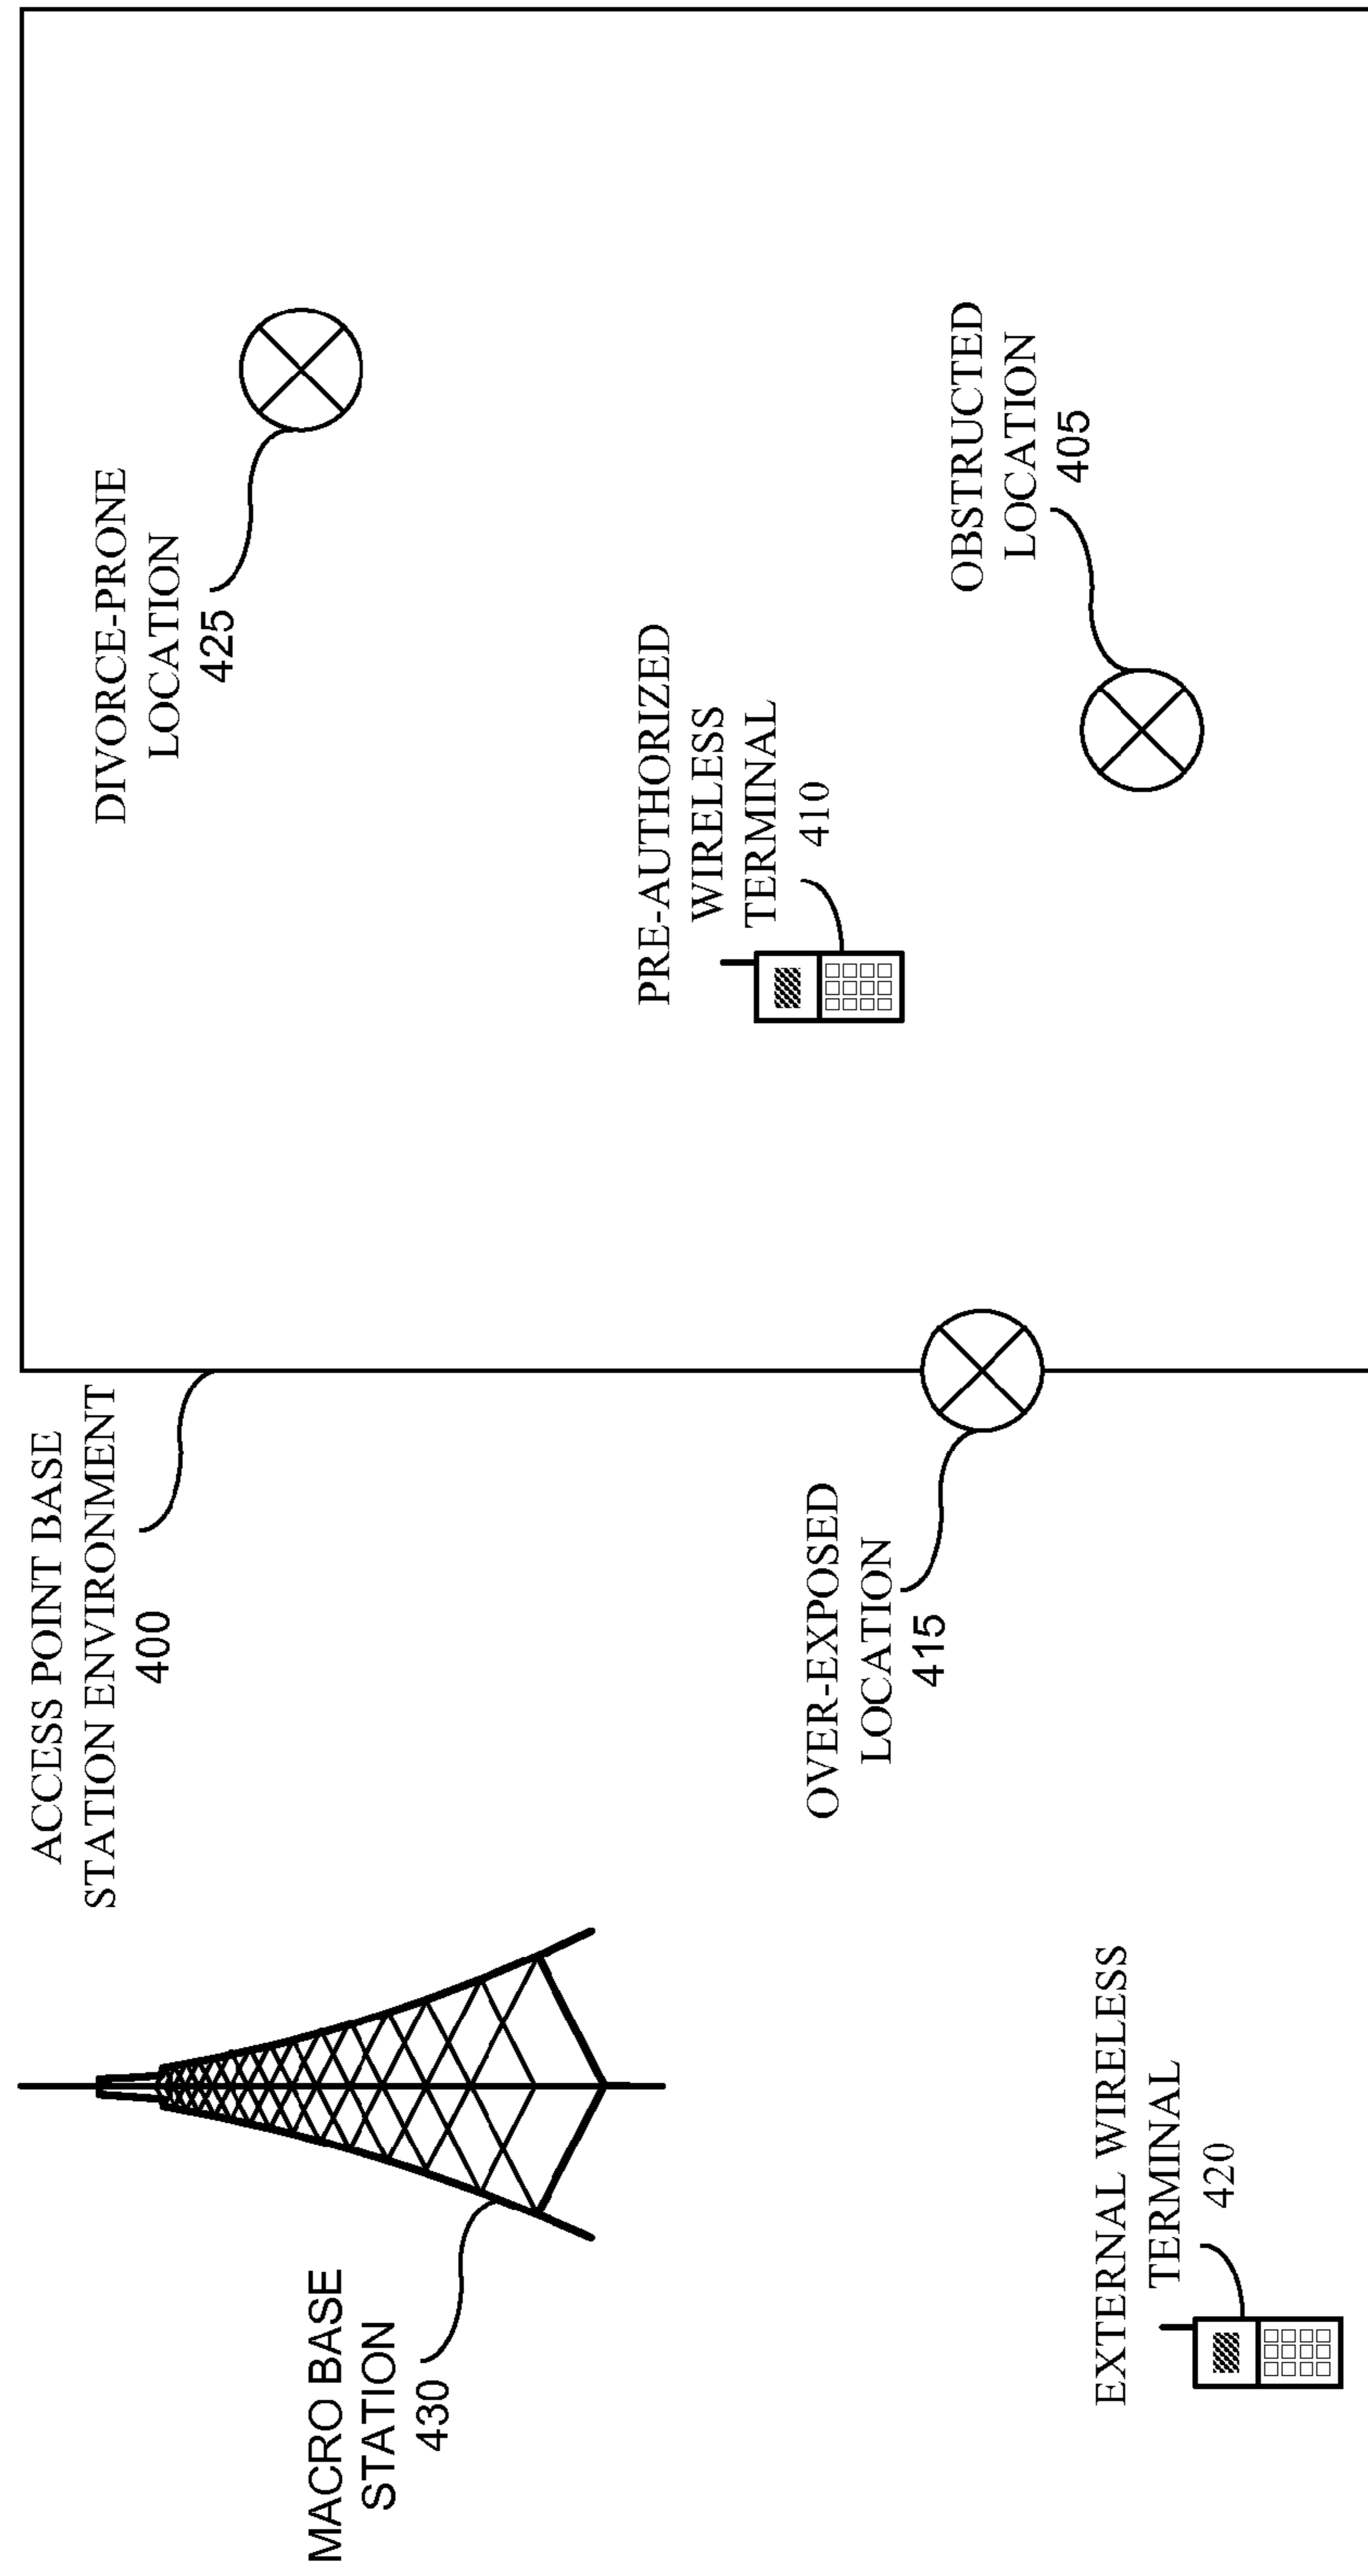 MACRO BASE
STATION
430
ACCESS POINT BASE
STATION ENVIRONMENT
400
DIVORCE-PRONE
LOCATION
425
PRE-AUTHORIZED
WIRELESS
TERMINAL
410
OVER-EXPOSED
LOCATION
415
OBSTRUCTED
LOCATION
405
EXTERNAL WIRELESS
TERMINAL
420